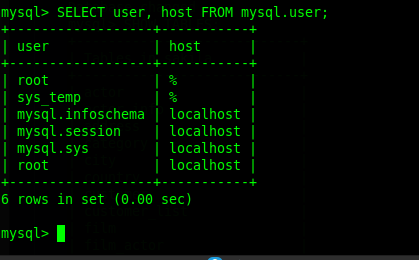 mysql> SELECT user, host FROM mysql.user;
+------------------+-----------+
| user             | host      |
+------------------+-----------+
| root             | %         |
| sys_temp         | %         |
| mysql.infoschema | localhost |
| mysql.session    | localhost |
| mysql.sys        | localhost |
| root             | localhost |
+------------------+-----------+
6 rows in set (0.00 sec)
mysql>